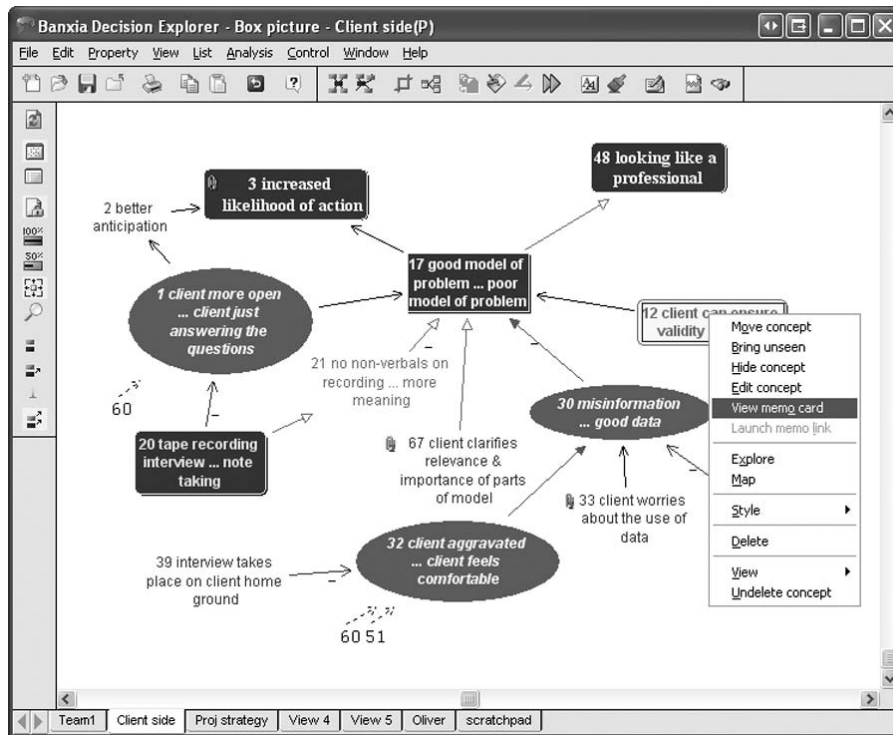 Banxia Decision Explorer - Box picture - Client side(P)
File Edit Property View List Analysis Control Window Help
100%
50%
48 looking like a
professional
3 increased
likelihood of action
2 better
anticipation
17 good model of
problem ... poor
model of problem
1 client more open
... client just
answering the
questions
12 client can ensure
validity
21 no non-verbals on
recording ... more
meaning
60
20 tape recording
interview ... note
taking
30 misinformation
... good data
67 client clarifies
relevance &
importance of parts
of model
33 client worries
about the use of
data
32 client aggravated
... client feels
comfortable
39 interview takes
place on client home
ground
60 51
Move concept
Bring unseen
Hide concept
Edit concept
View memo card
Launch memo link
Explore
Map
Style
Delete
View
Undelete concept
Team1 Client side Proj strategy View 4 View 5 Oliver scratchpad